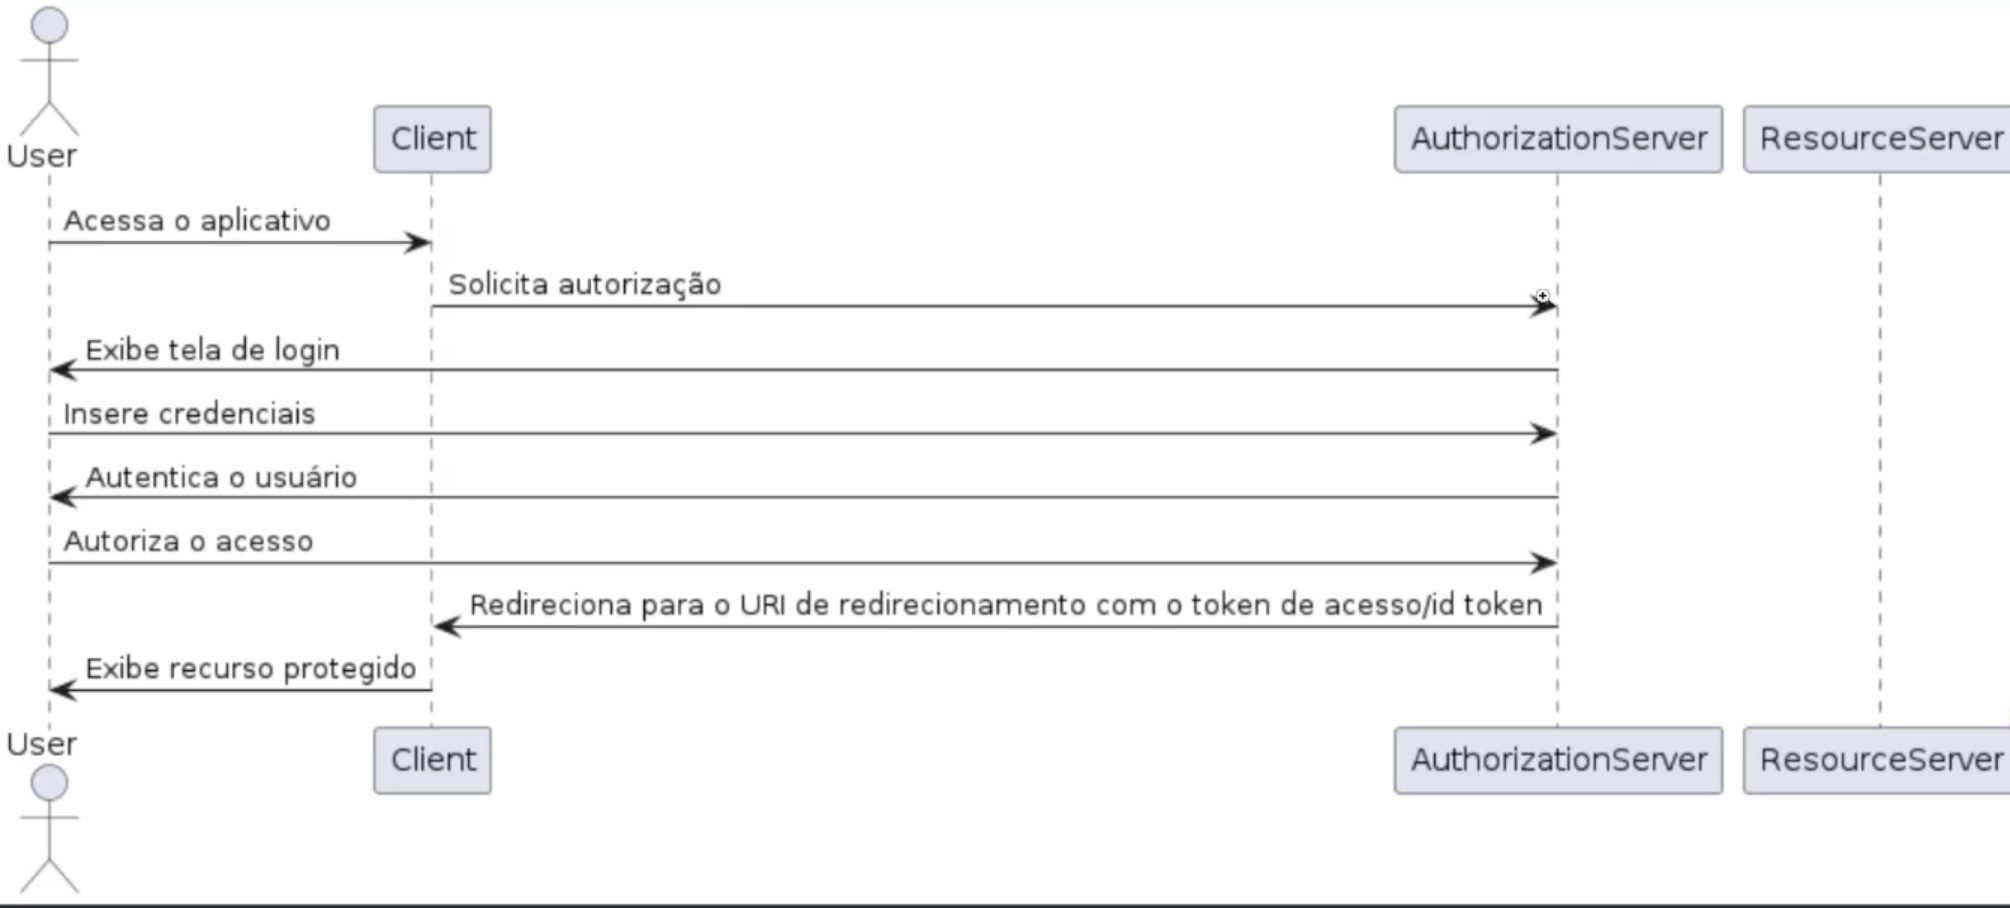 User
Client
AuthorizationServer
ResourceServer
Acessa o aplicativo
Solicita autorização
Exibe tela de login
Insere credenciais
Autentica o usuário
Autoriza o acesso
Redireciona para o URI de redirecionamento com o token de acesso/id token
Exibe recurso protegido
User
Client
AuthorizationServer
ResourceServer